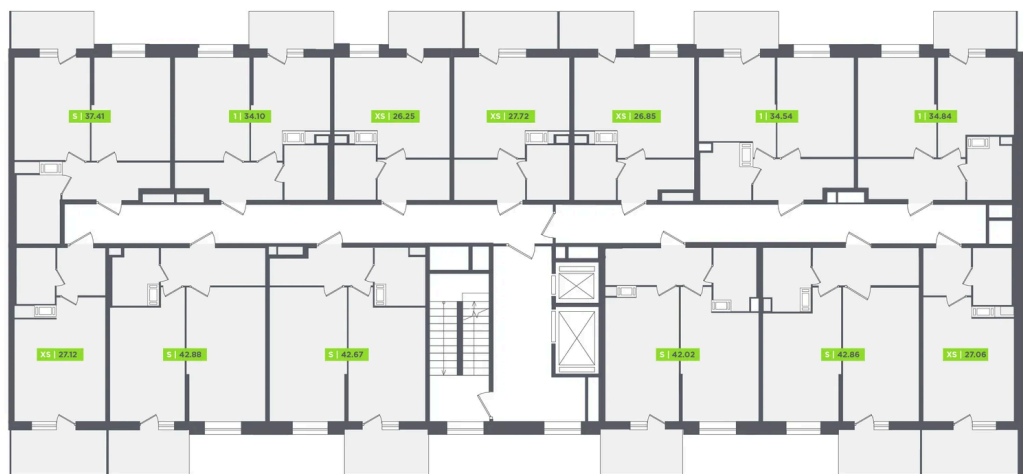 S | 37.41
1 | 34.10
XS | 26.25
XS | 27.72
XS | 26.85
1 | 34.54
1 | 34.84
XS | 27.12
S | 42.88
S | 42.67
S | 42.02
S | 42.86
XS | 27.06